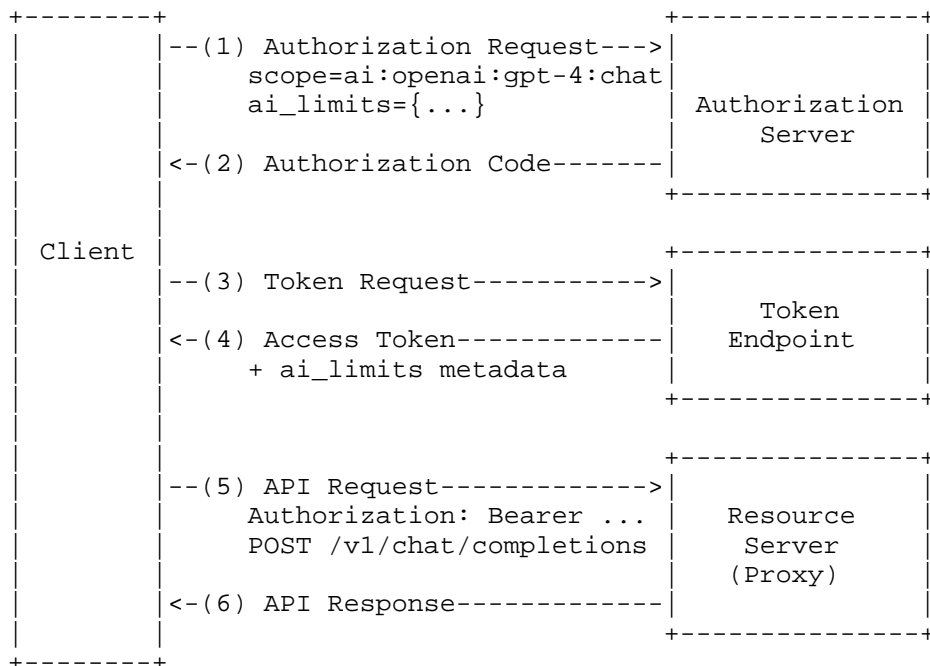 --(1) Authorization Request--->
scope=ai:openai:gpt-4:chat
ai_limits={...}
Authorization
Server
<-(2) Authorization Code-------
Client
--(3) Token Request----------->
Token
<-(4) Access Token-------------
Endpoint
+ ai_limits metadata
--(5) API Request------------->
Authorization: Bearer ...
Resource
POST /v1/chat/completions
Server
(Proxy)
<-(6) API Response-------------